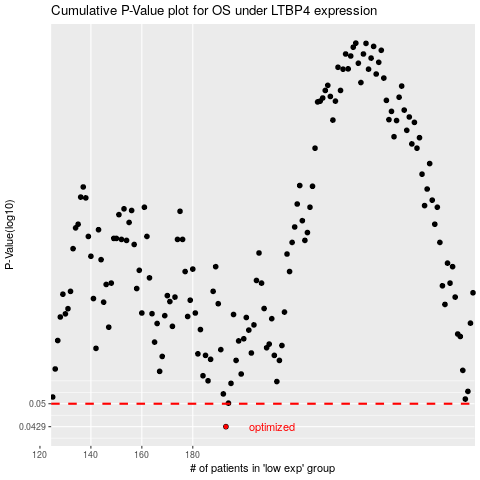 Cumulative P-Value plot for OS under LTBP4 expression
P-Value(log10)
0.05
0.0429
optimized
120 140 160 180
# of patients in 'low exp' group